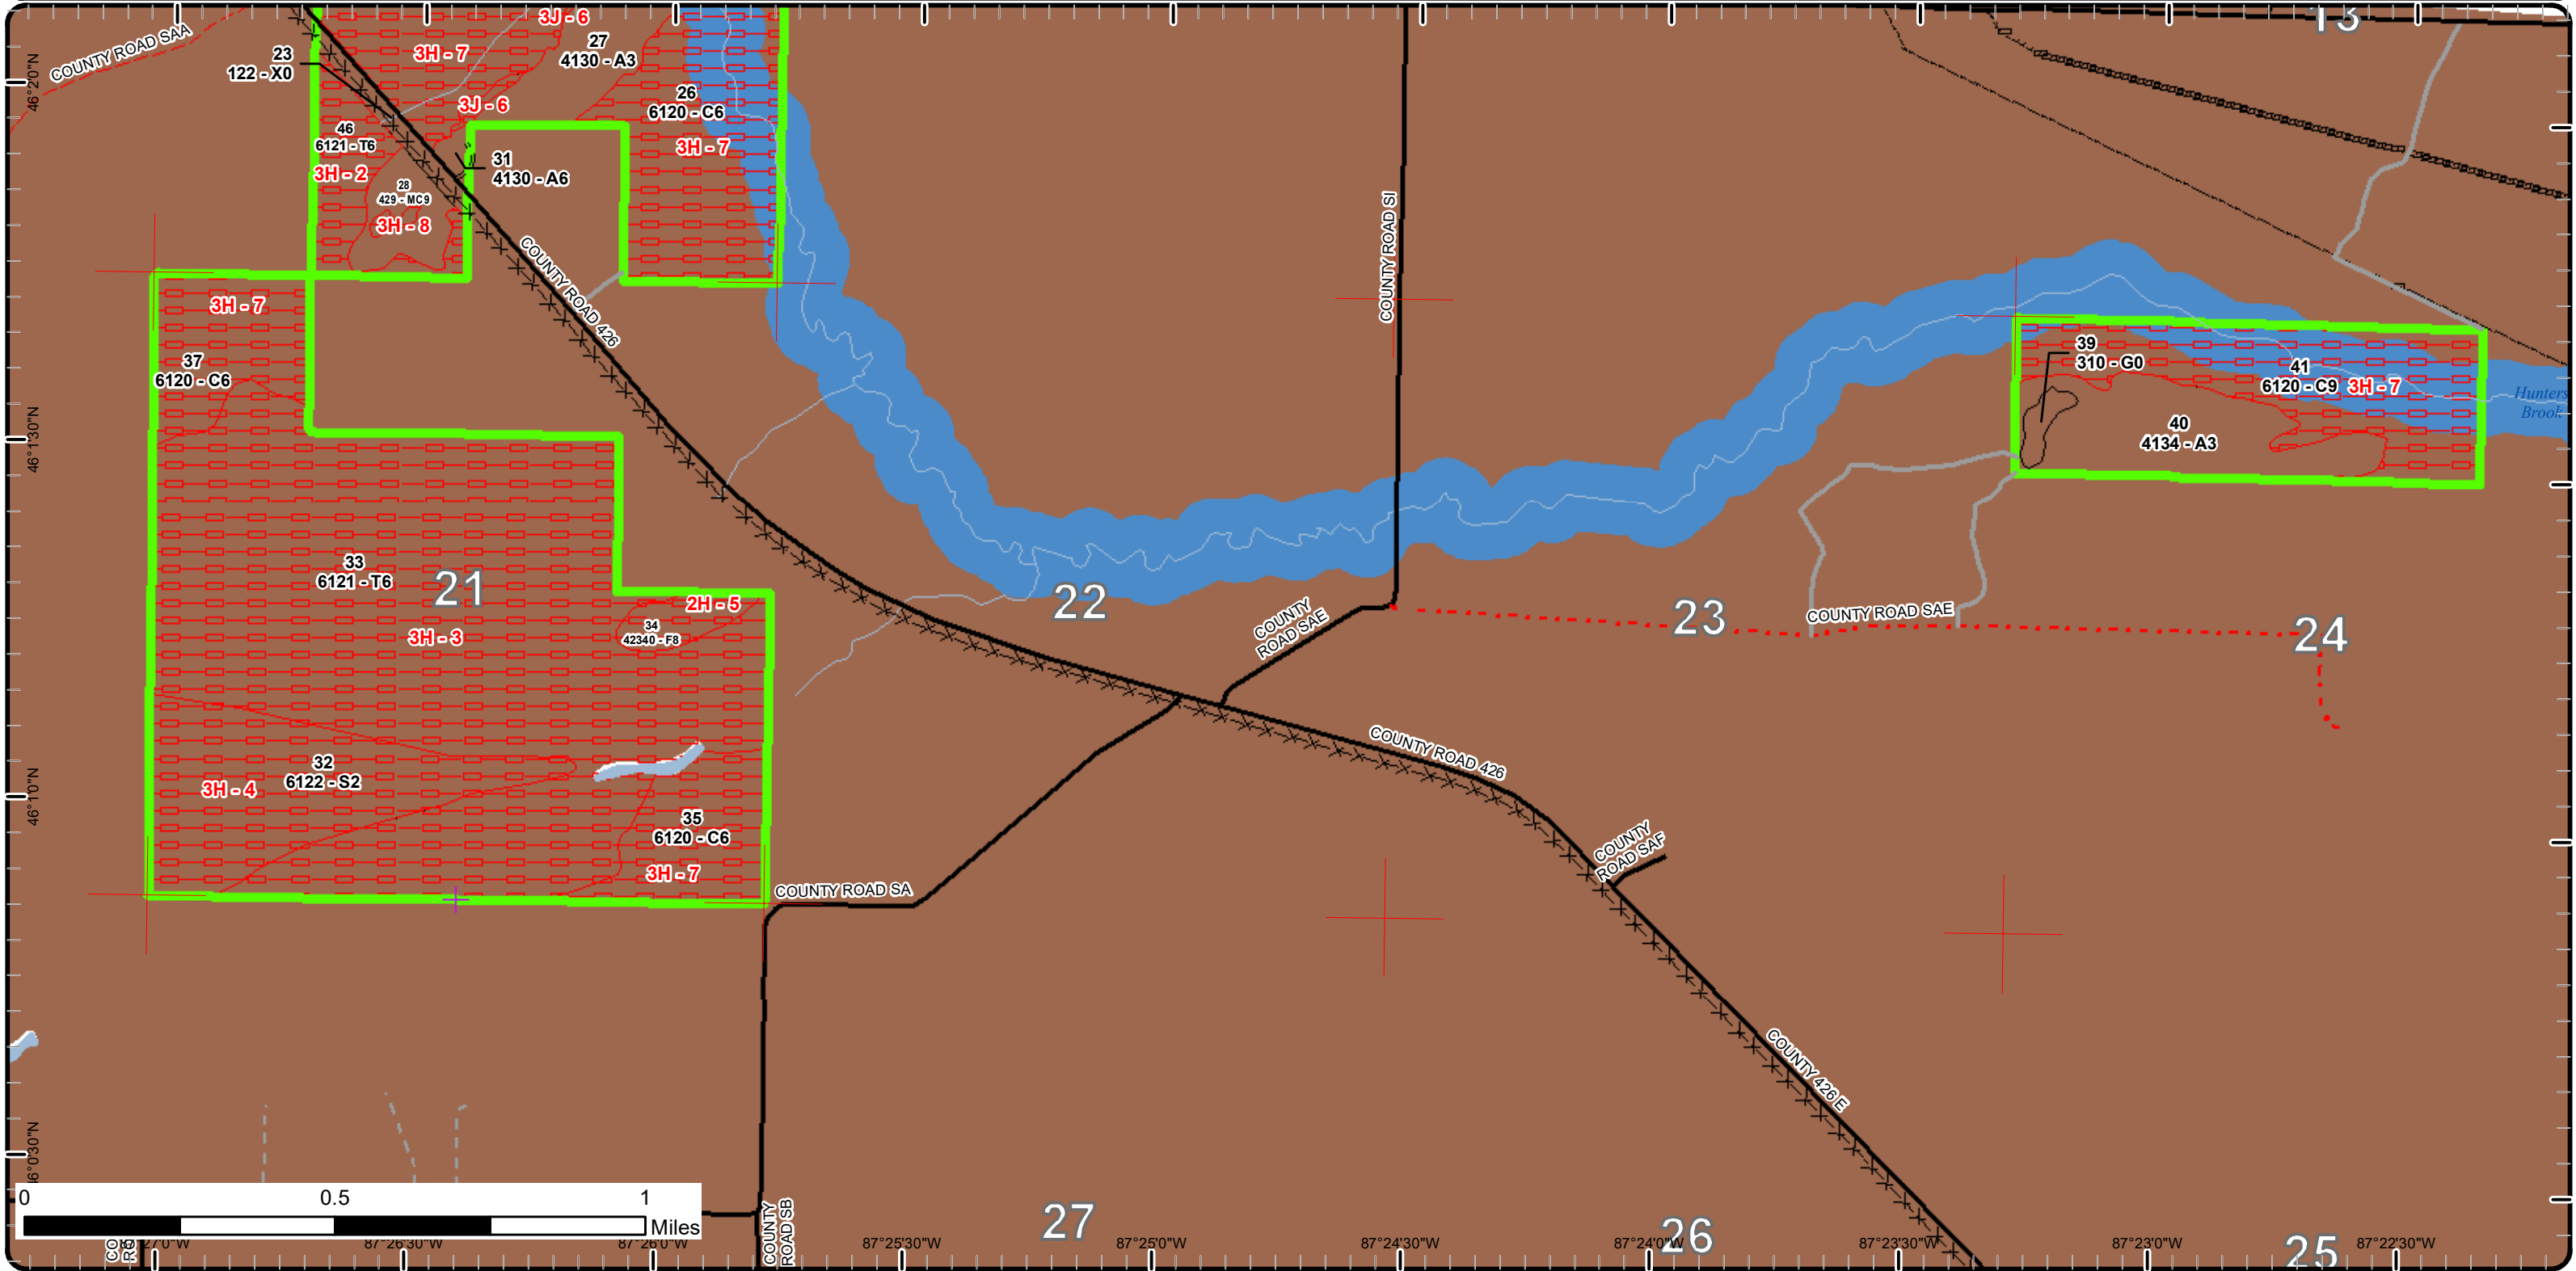 13
3J - 6
COUNTY ROAD SAA
23
122 - X0
3H - 7
27
4130 - A3
46°2'0"N
3J - 6
26
6120 - C6
46
6121 - T6
3H - 7
31
4130 - A6
3H - 2
28
429 - MC9
3H - 8
COUNTY ROAD SI
COUNTY ROAD 426
3H - 7
37
6120 - C6
39
310 - G0
41
6120 - C9
3H - 7
Hunters
Brook
40
4134 - A3
46°1'30"N
33
6121 - T6
21
22
23
24
2H - 5
34
42340 - F8
3H - 3
COUNTY
ROAD SAE
COUNTY ROAD SAE
COUNTY ROAD 426
32
6122 - S2
3H - 4
46°1'0"N
35
6120 - C6
3H - 7
COUNTY ROAD SA
COUNTY
ROAD SAF
COUNTY 426 E
46°0'30"N
0 0.5 1
Miles
COUNTY
ROAD SB
27
26
25
87°26'30"W
87°26'0"W
87°25'30"W
87°25'0"W
87°24'30"W
87°24'0"W
87°23'30"W
87°23'0"W
87°22'30"W